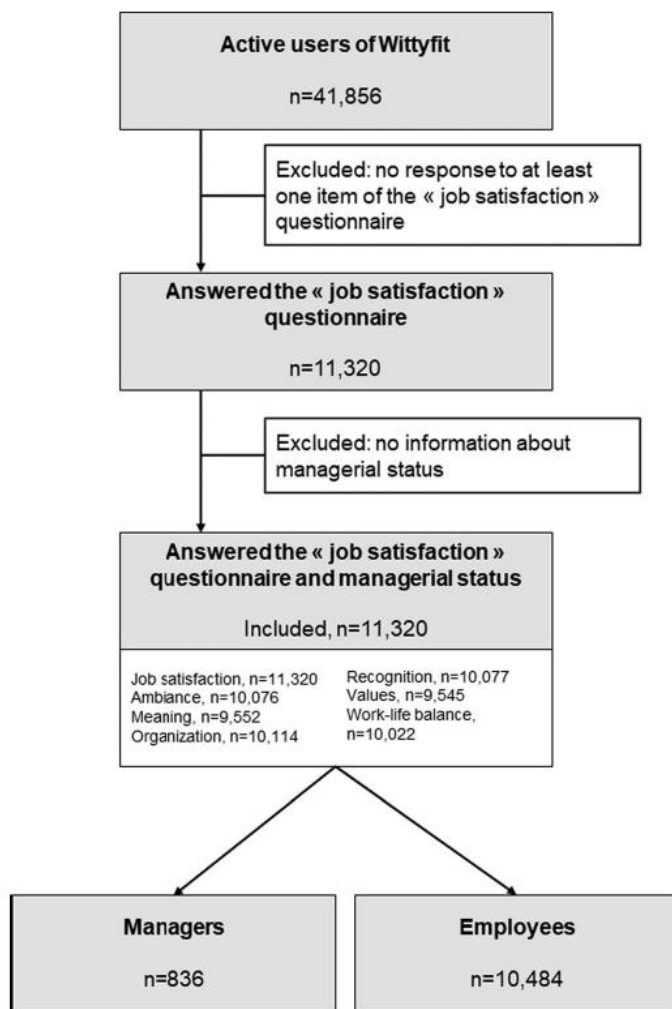 Active users of Wittyfit
n=41,856
Excluded: no response to at least
one item of the « job satisfaction »
questionnaire
Answered the « job satisfaction »
questionnaire
n=11,320
Excluded: no information about
managerial status
Answered the « job satisfaction »
questionnaire and managerial status
Included, n=11,320
Job satisfaction, n=11,320
Ambiance, n=10,076
Meaning, n=9,552
Organization, n=10,114
Recognition, n=10,077
Values, n=9,545
Work-life balance,
n=10,022
Managers
n=836
Employees
n=10,484